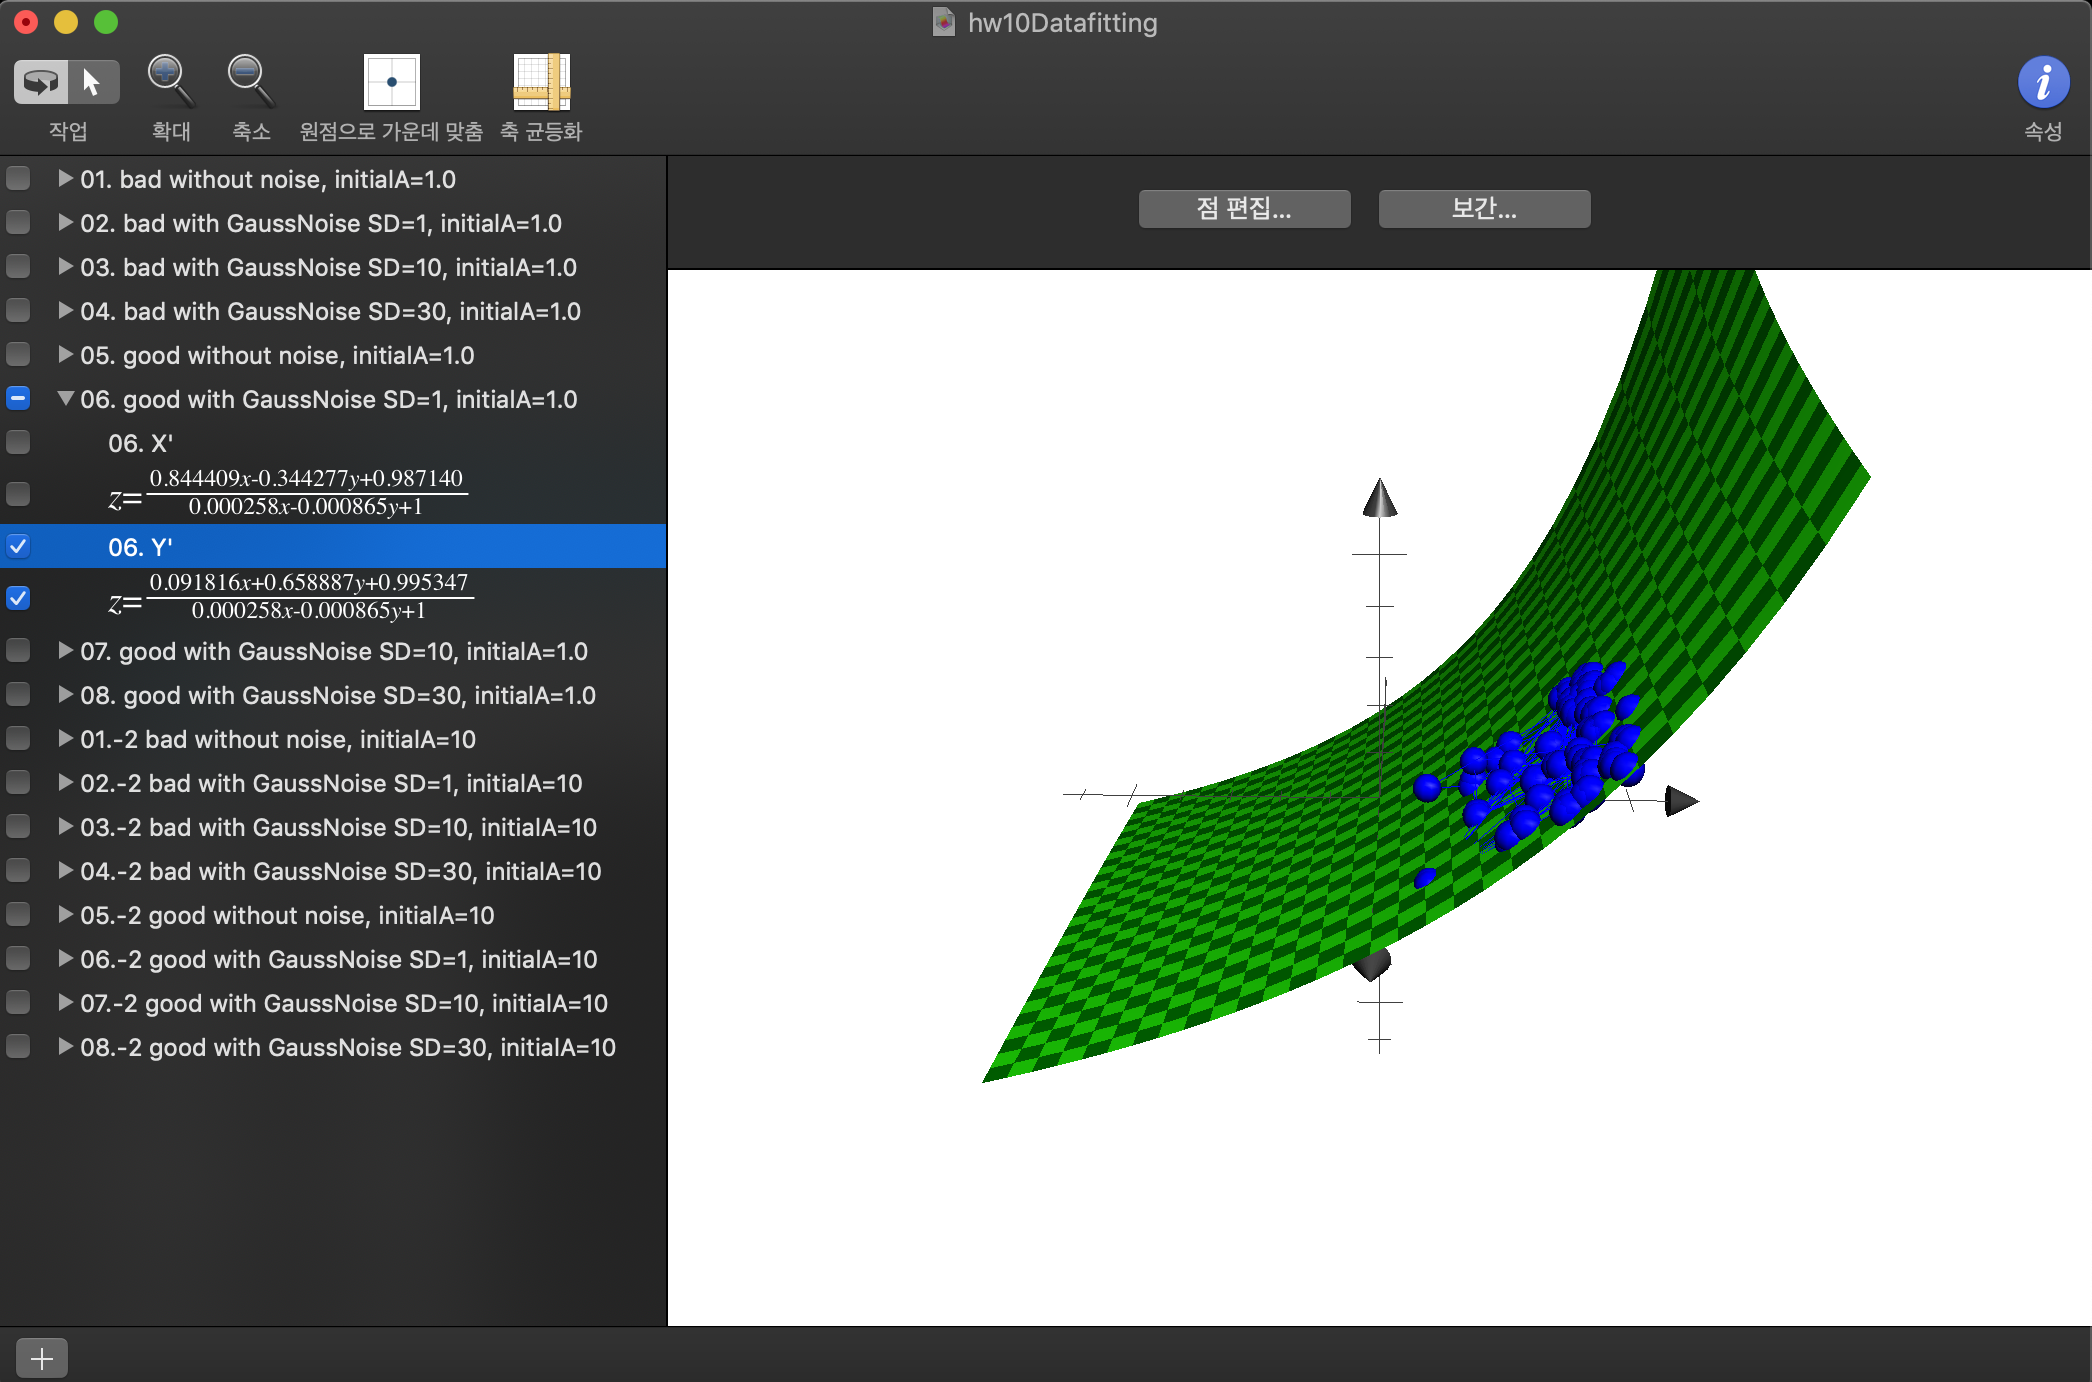 hw10Datafitting
작업
확대
축소
원점으로 가운데 맞춤
축 균등화
속성
점 편집...
보간...
01. bad without noise, initialA=1.0
02. bad with GaussNoise SD=1, initialA=1.0
03. bad with GaussNoise SD=10, initialA=1.0
04. bad with GaussNoise SD=30, initialA=1.0
05. good without noise, initialA=1.0
06. good with GaussNoise SD=1, initialA=1.0
06. X'
0.844409x-0.344277y+0.987140
z=
0.000258x-0.000865y+1
06. Y'
0.091816x+0.658887y+0.995347
z=
0.000258x-0.000865y+1
07. good with GaussNoise SD=10, initialA=1.0
08. good with GaussNoise SD=30, initialA=1.0
01.-2 bad without noise, initialA=10
02.-2 bad with GaussNoise SD=1, initialA=10
03.-2 bad with GaussNoise SD=10, initialA=10
04.-2 bad with GaussNoise SD=30, initialA=10
05.-2 good without noise, initialA=10
06.-2 good with GaussNoise SD=1, initialA=10
07.-2 good with GaussNoise SD=10, initialA=10
08.-2 good with GaussNoise SD=30, initialA=10